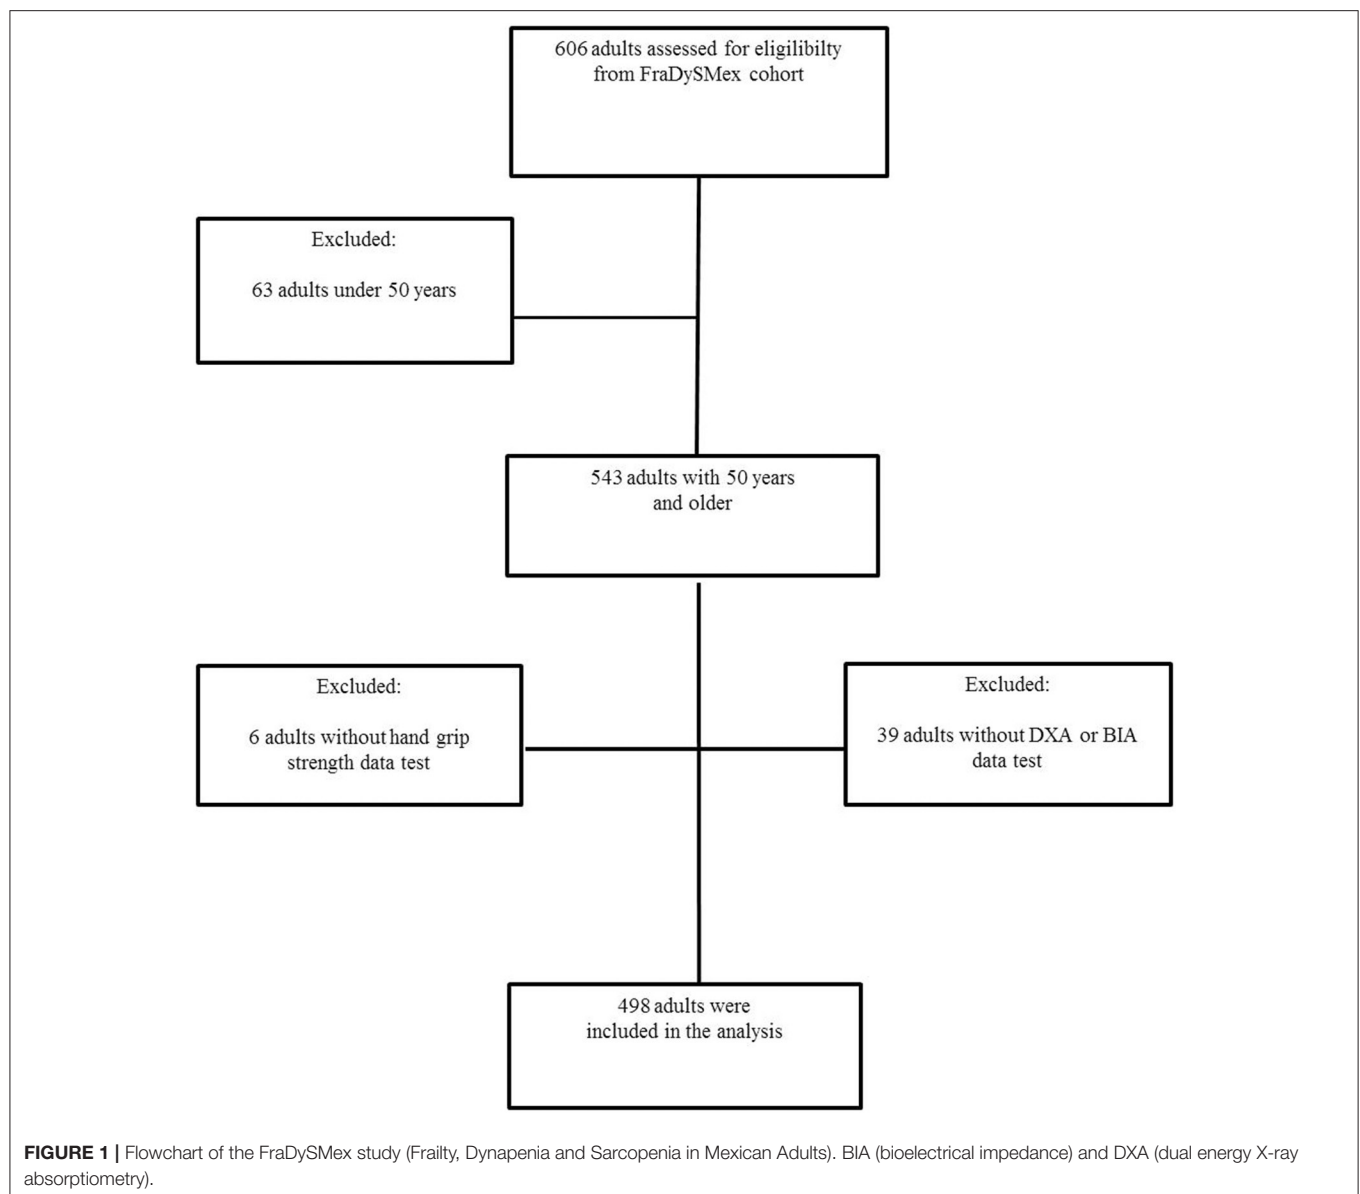 606 adults assessed for eligilibilty
from FraDySMex cohort
Excluded:
63 adults under 50 years
543 adults with 50 years
and older
Excluded:
6 adults without hand grip
strength data test
Excluded:
39 adults without DXA or BIA
data test
498 adults were
included in the analysis
FIGURE 1 | Flowchart of the FraDySMex study (Frailty, Dynapenia and Sarcopenia in Mexican Adults). BIA (bioelectrical impedance) and DXA (dual energy X-ray
absorptiometry).